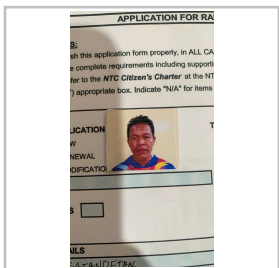 APPLICATION FOR RA
S:
sh this application form properly, in ALL CA
e complete requirements including supporti
fer to the NTC Citizen's Charter at the NT
) appropriate box. Indicate "N/A" for items
LICATION T
W
NEWAL
ODIFICATION
S
AILS